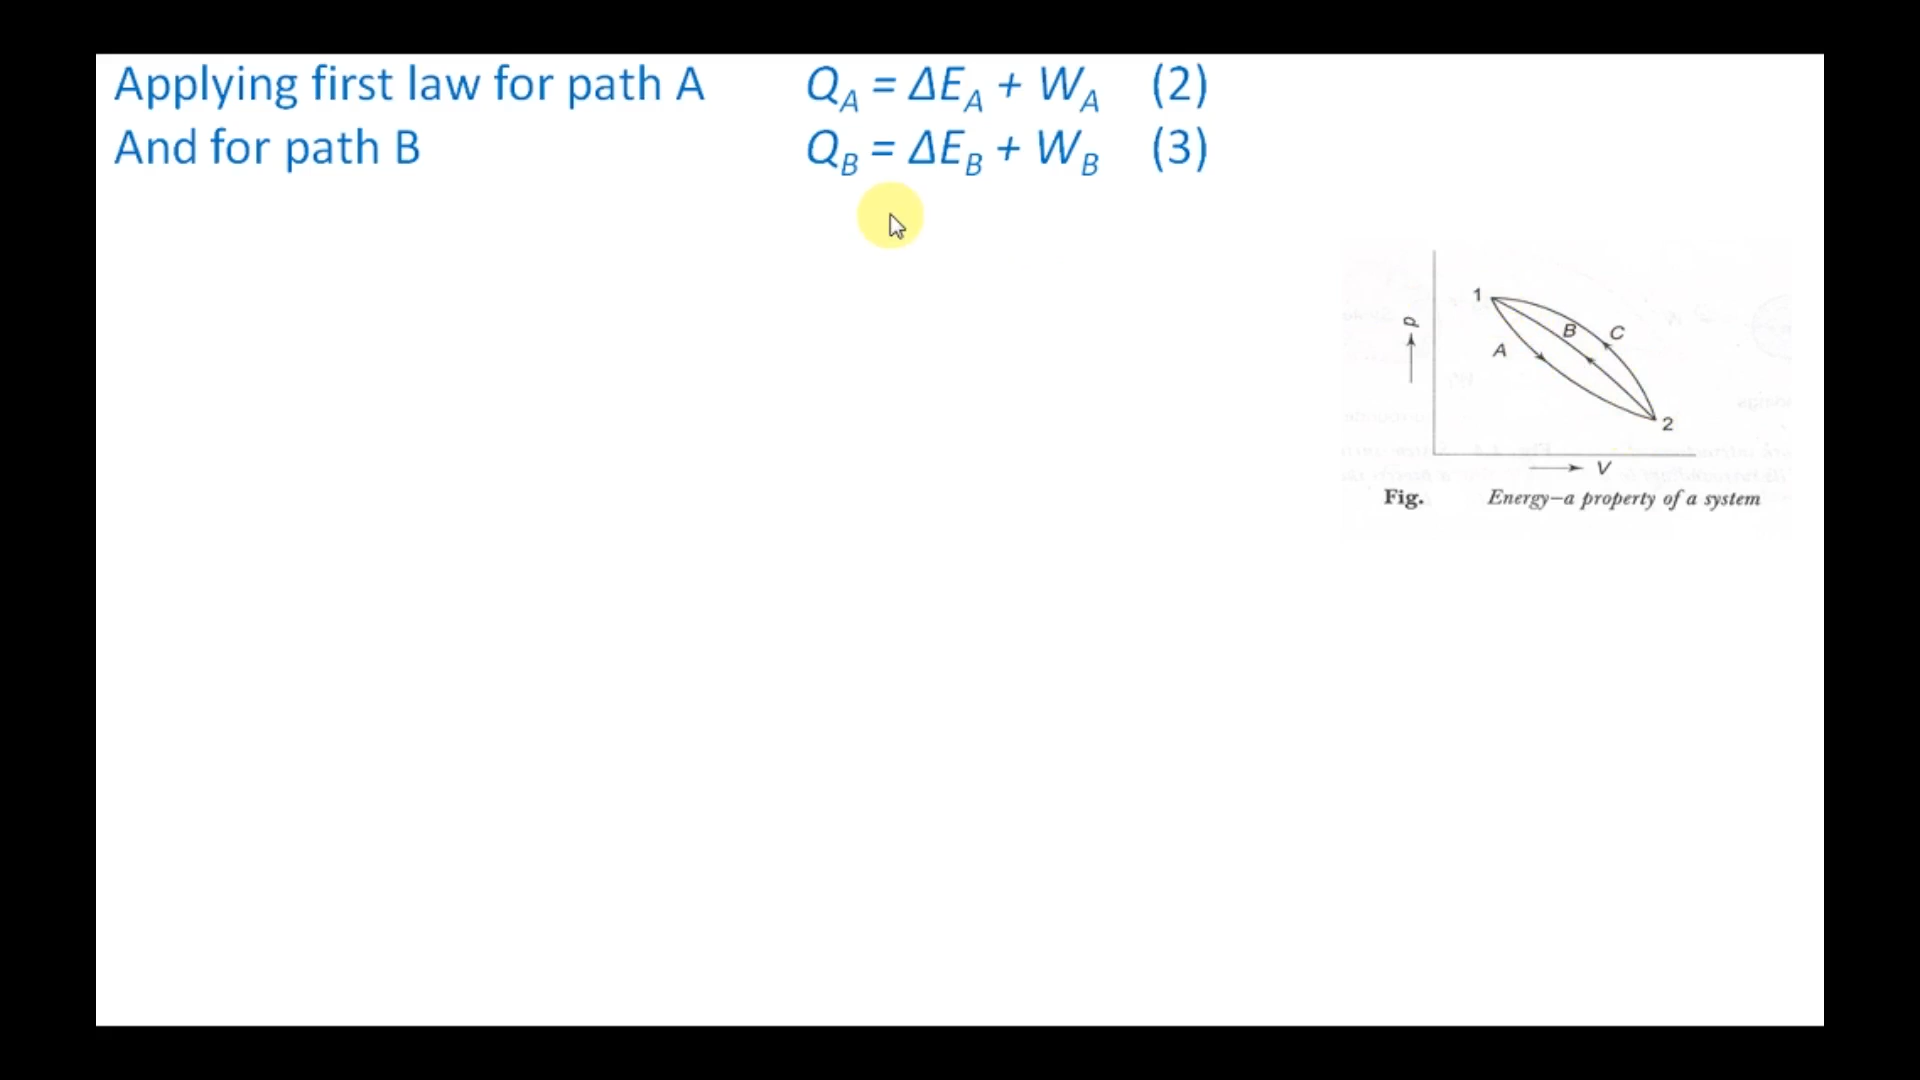 Applying first law for path A Q_A = ΔE_A + W_A (2)
And for path B Q_B = ΔE_B + W_B (3)
1
B C
p
A
2
V
Fig. Energy–a property of a system